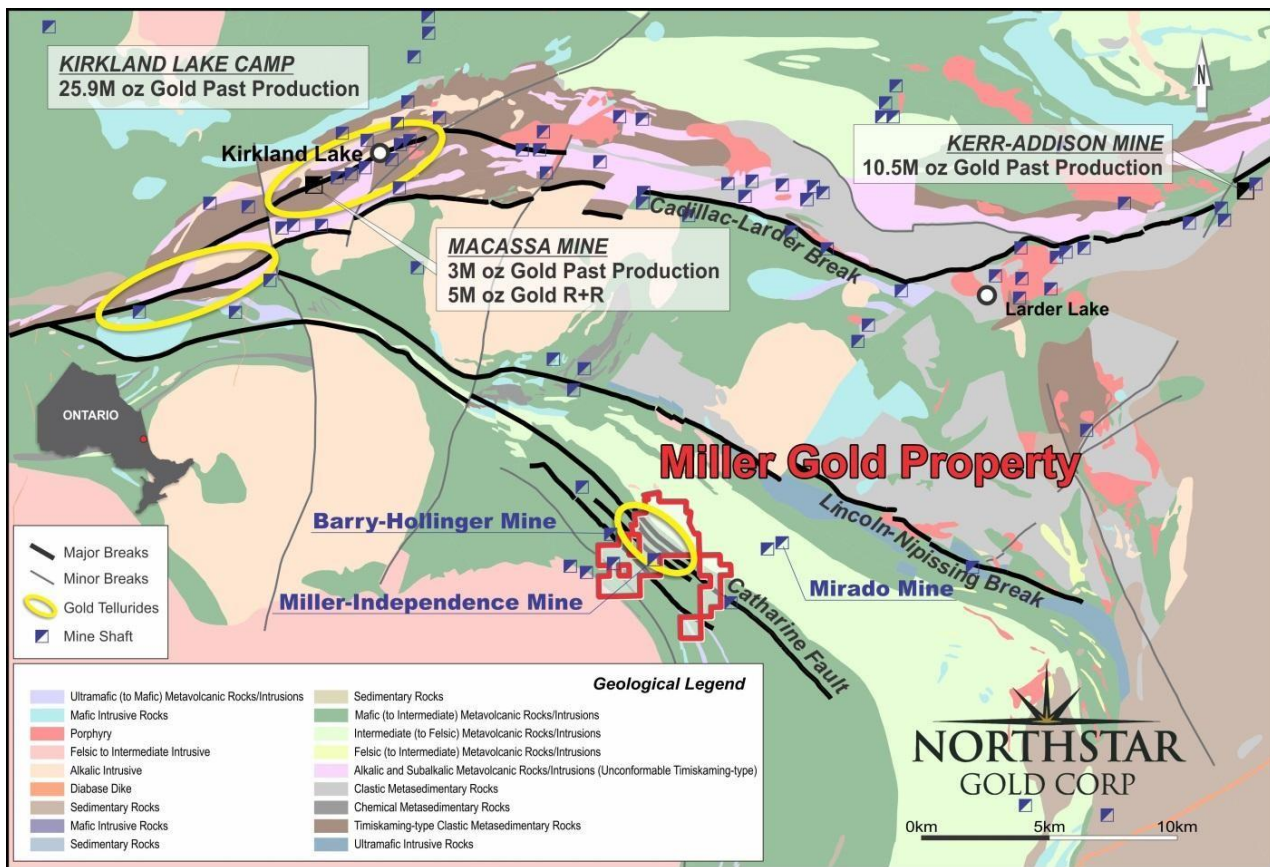 KIRKLAND LAKE CAMP
25.9M oz Gold Past Production
N
KERR-ADDISON MINE
10.5M oz Gold Past Production
Kirkland Lake
Cadillac-Larder Break
MACASSA MINE
3M oz Gold Past Production
5M oz Gold R+R
Larder Lake
ONTARIO
Miller Gold Property
Lincoln-Nipissing Break
Barry-Hollinger Mine
Miller-Independence Mine
Mirado Mine
Catharine Fault
Major Breaks
Minor Breaks
Gold Tellurides
Mine Shaft
Geological Legend
Ultramafic (to Mafic) Metavolcanic Rocks/Intrusions
Mafic Intrusive Rocks
Porphyry
Felsic to Intermediate Intrusive
Alkalic Intrusive
Diabase Dike
Sedimentary Rocks
Mafic Intrusive Rocks
Sedimentary Rocks
Sedimentary Rocks
Mafic (to Intermediate) Metavolcanic Rocks/Intrusions
Intermediate (to Felsic) Metavolcanic Rocks/Intrusions
Felsic (to Intermediate) Metavolcanic Rocks/Intrusions
Alkalic and Subalkalic Metavolcanic Rocks/Intrusions (Unconformable Timiskaming-type)
Clastic Metasedimentary Rocks
Chemical Metasedimentary Rocks
Timiskaming-type Clastic Metasedimentary Rocks
Ultramafic Intrusive Rocks
NORTHSTAR
GOLD CORP
0km 5km 10km